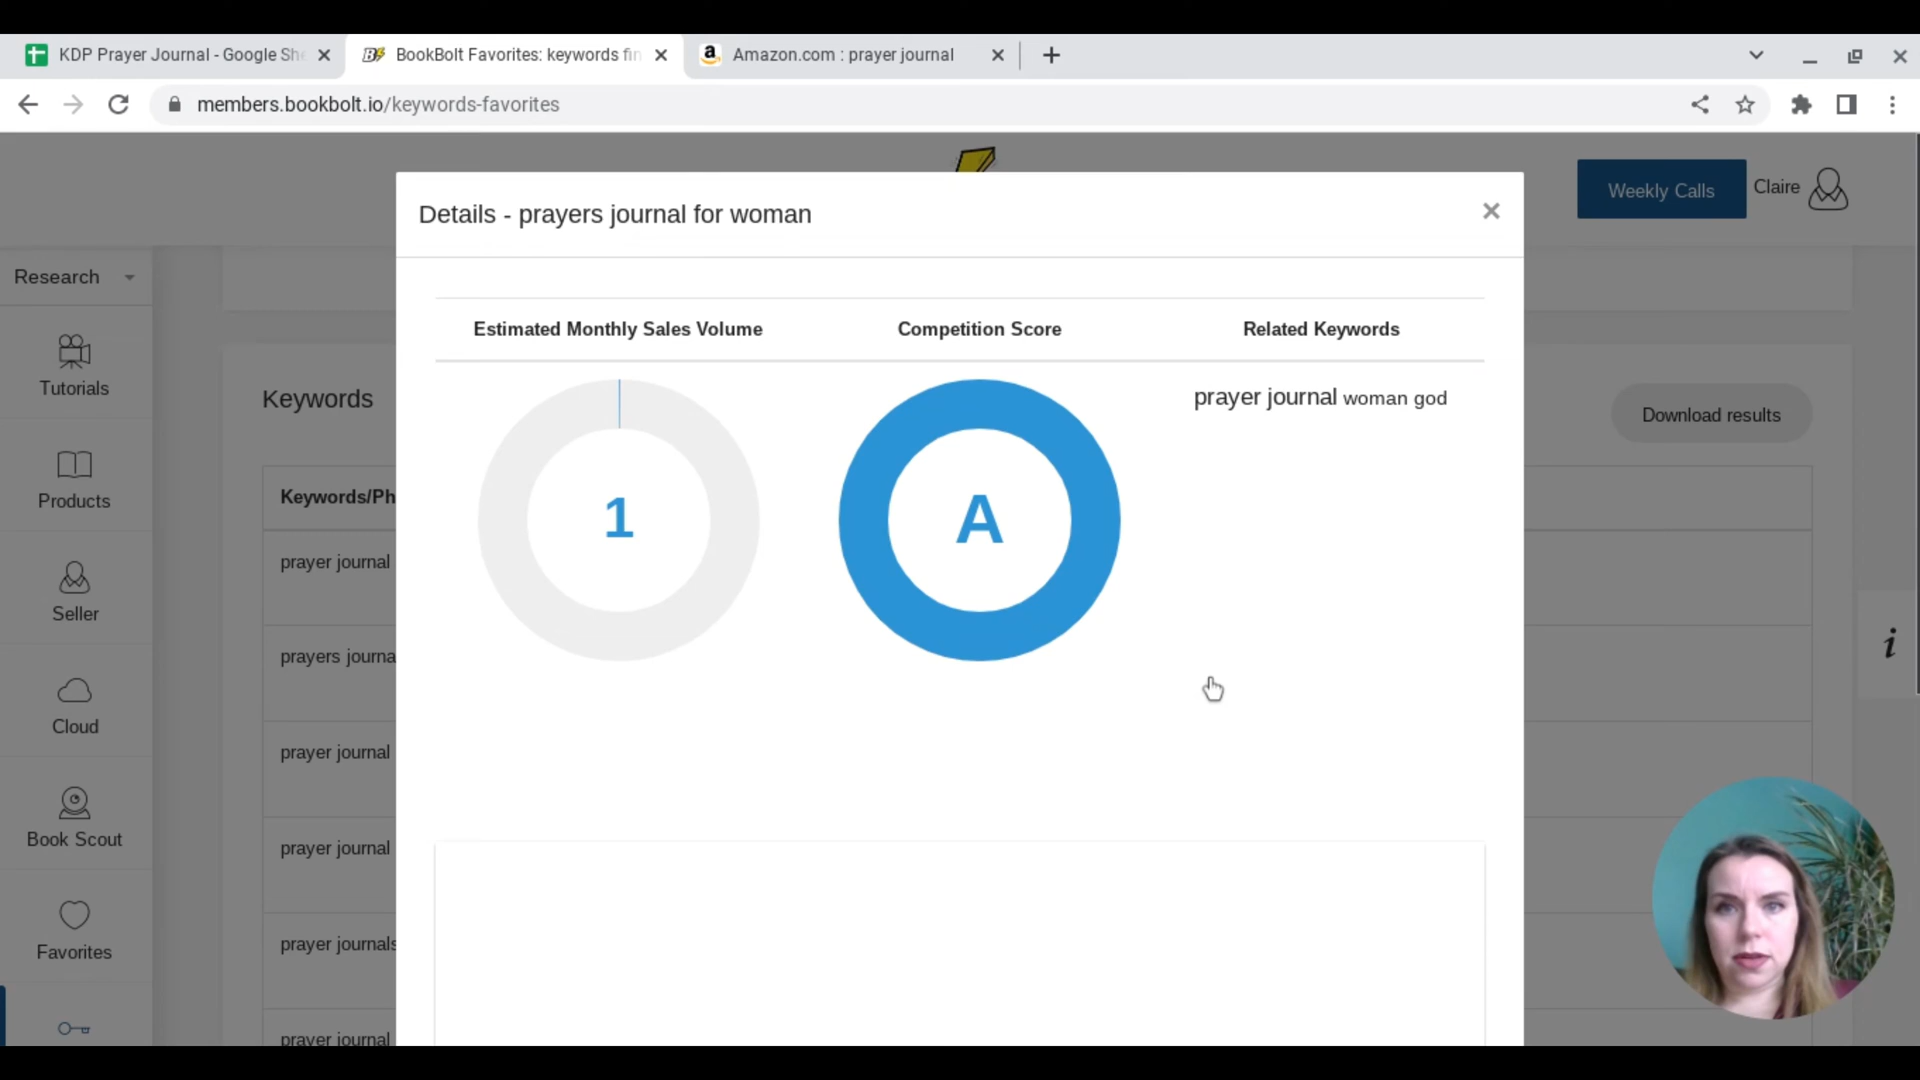 KDP Prayer Journal - Google She
BookBolt Favorites: keywords fin
Amazon.com : prayer journal
members.bookbolt.io/keywords-favorites
Weekly Calls
Claire
Details - prayers journal for woman
Research
Estimated Monthly Sales Volume
Competition Score
Related Keywords
Tutorials
1
A
prayer journal woman god
Keywords
Download results
Products
Keywords/Ph
prayer journal
Seller
prayers journa
i
Cloud
prayer journal
Book Scout
prayer journal
Favorites
prayer journals
prayer journal